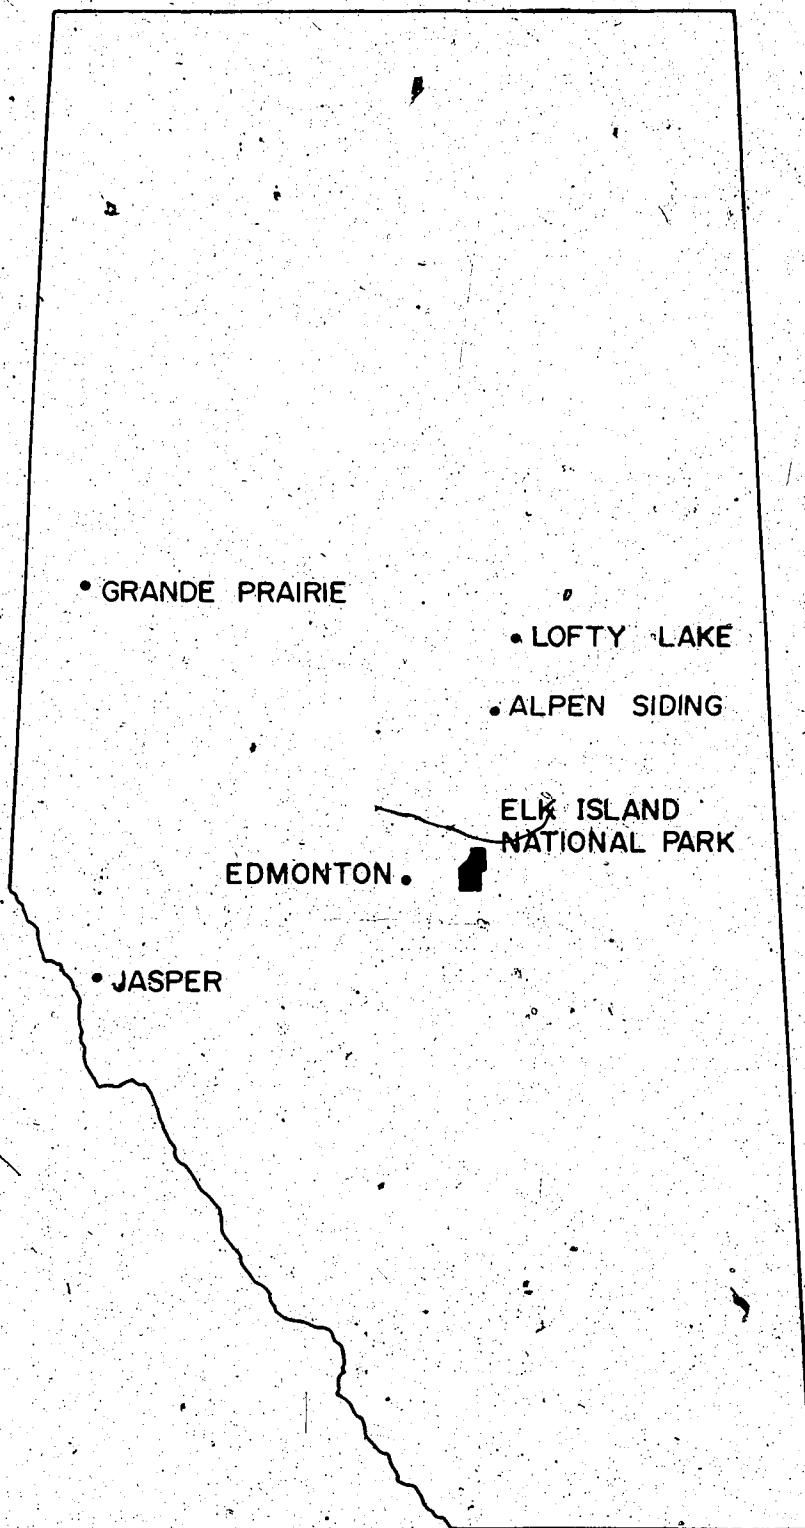 GRANDE PRAIRIE
LOFTY LAKE
ALPEN SIDING
ELK ISLAND
NATIONAL PARK
EDMONTON
JASPER